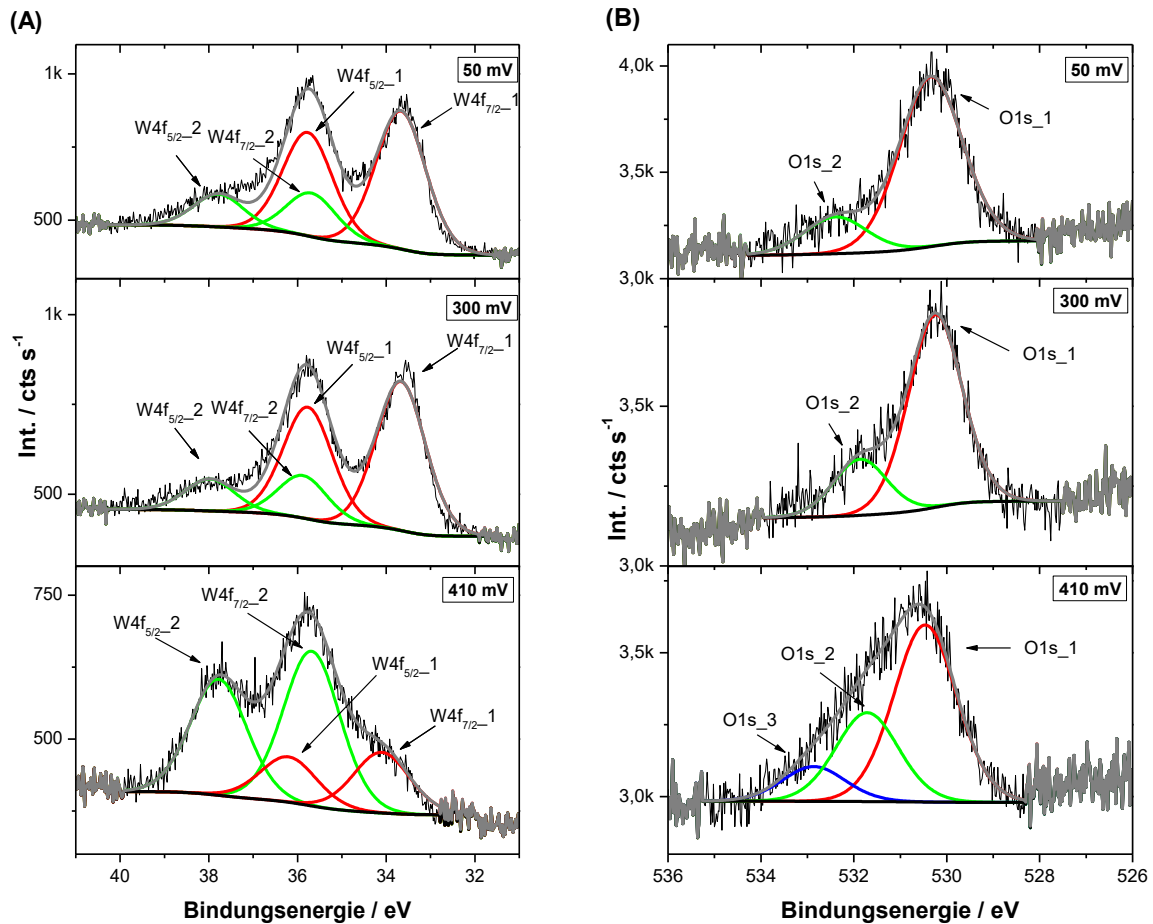 (A)
50 mV
1k
500
W4f5/2_2
W4f7/2_2
W4f5/2_1
W4f7/2_1
300 mV
1k
500
W4f5/2_2
W4f7/2_2
W4f5/2_1
W4f7/2_1
410 mV
750
500
W4f5/2_2
W4f7/2_2
W4f5/2_1
W4f7/2_1
Int. / cts s-1
40 38 36 34 32
Bindungsenergie / eV
(B)
50 mV
4,0k
3,0k
O1s_2
O1s_1
300 mV
3,5k
3,0k
O1s_2
O1s_1
410 mV
3,5k
3,0k
O1s_3
O1s_2
O1s_1
Int. / cts s-1
536 534 532 530 528 526
Bindungsenergie / eV